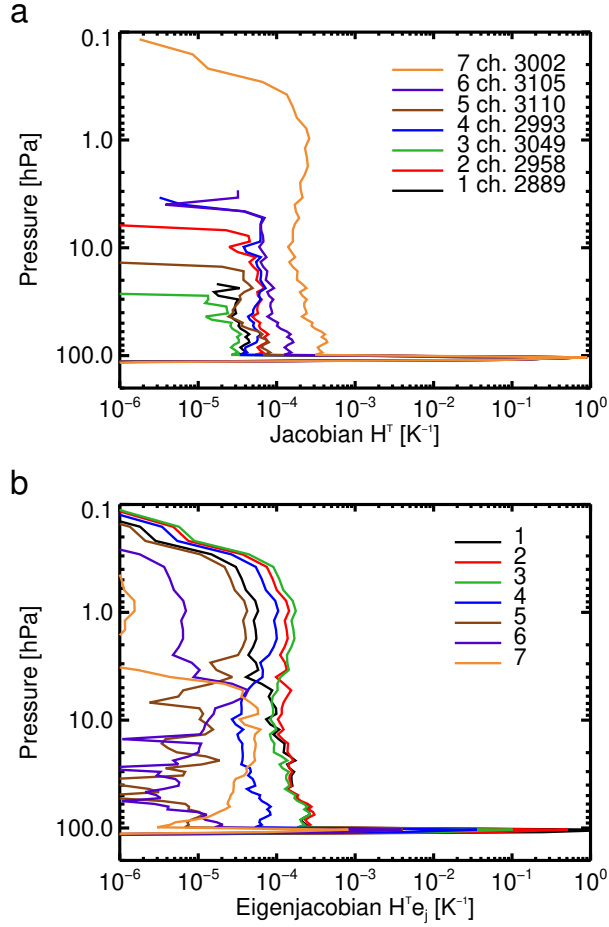 a
0.1
1.0
10.0
100.0
Pressure [hPa]
7 ch. 3002
6 ch. 3105
5 ch. 3110
4 ch. 2993
3 ch. 3049
2 ch. 2958
1 ch. 2889
10⁻⁶ 10⁻⁵ 10⁻⁴ 10⁻³ 10⁻² 10⁻¹ 10⁰
Jacobian Hᵀ [K⁻¹]
b
0.1
1.0
10.0
100.0
Pressure [hPa]
1
2
3
4
5
6
7
10⁻⁶ 10⁻⁵ 10⁻⁴ 10⁻³ 10⁻² 10⁻¹ 10⁰
Eigenjacobian Hᵀeⱼ [K⁻¹]